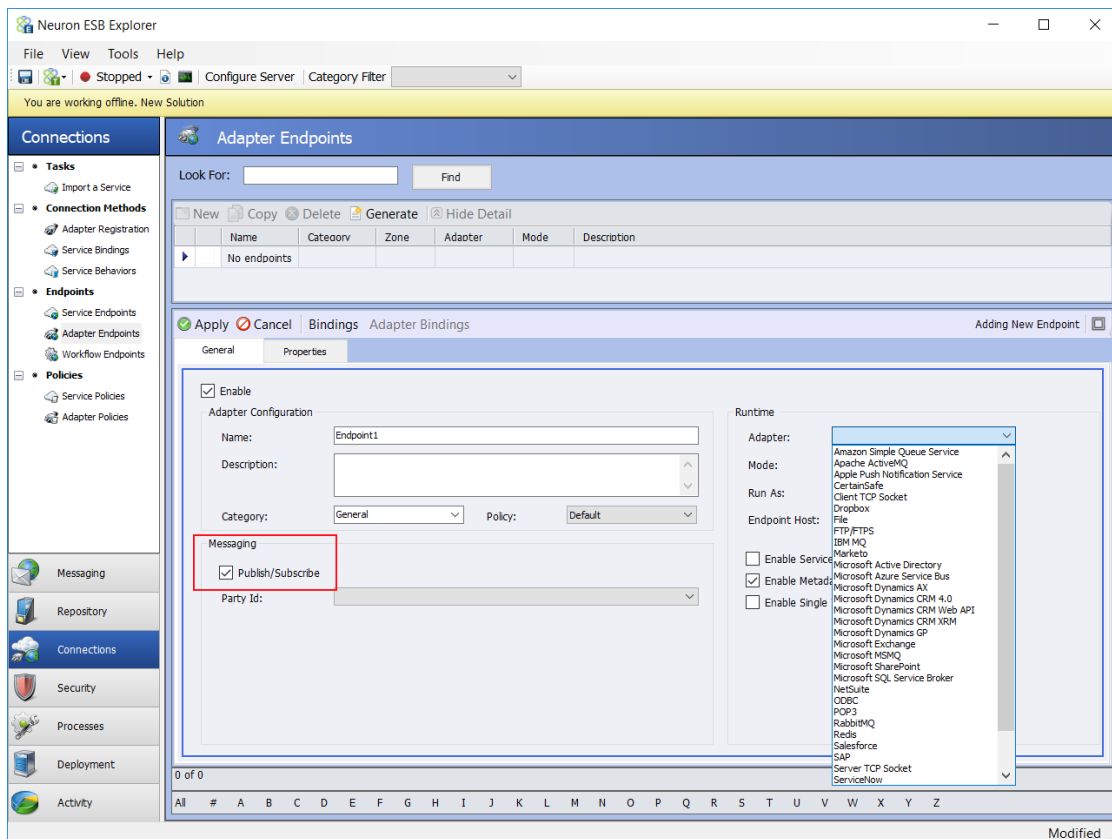 Neuron ESB Explorer
File View Tools Help
Stopped Configure Server Category Filter
You are working offline. New Solution
Connections
Tasks
Import a Service
Connection Methods
Adapter Registration
Service Bindings
Service Behaviors
Endpoints
Service Endpoints
Adapter Endpoints
Workflow Endpoints
Policies
Service Policies
Adapter Policies
Messaging
Repository
Connections
Security
Processes
Deployment
Activity
Adapter Endpoints
Look For: Find
New Copy Delete Generate Hide Detail
Name Category Zone Adapter Mode Description
No endpoints
Apply Cancel Bindings Adapter Bindings Adding New Endpoint
General Properties
Enable
Adapter Configuration
Name: Endpoint1
Description:
Category: General Policy: Default
Messaging
Publish/Subscribe
Party Id:
Runtime
Adapter:
Mode:
Run As:
Endpoint Host:
Enable Service
Enable Metada
Enable Single
Amazon Simple Queue Service
Apache ActiveMQ
Apple Push Notification Service
CertainSafe
Client TCP Socket
Dropbox
File
FTP/FTPS
IBM MQ
Marketo
Microsoft Active Directory
Microsoft Azure Service Bus
Microsoft Dynamics AX
Microsoft Dynamics CRM 4.0
Microsoft Dynamics CRM Web API
Microsoft Dynamics CRM XRM
Microsoft Dynamics GP
Microsoft Exchange
Microsoft MSMQ
Microsoft SharePoint
Microsoft SQL Service Broker
NetSuite
ODBC
POP3
RabbitMQ
Redis
Salesforce
SAP
Server TCP Socket
ServiceNow
0 of 0
All # A B C D E F G H I J K L M N O P Q R S T U V W X Y Z
Modified